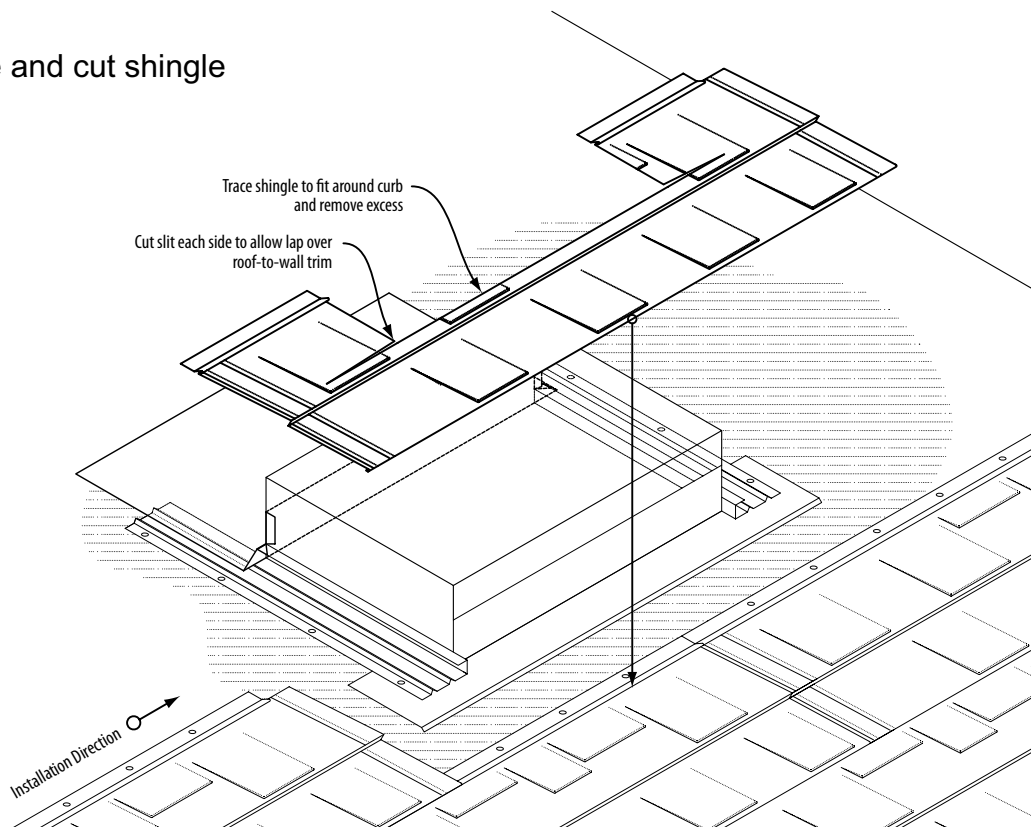 and cut shingle
Trace shingle to fit around curb
and remove excess
Cut slit each side to allow lap over
roof-to-wall trim
Installation Direction